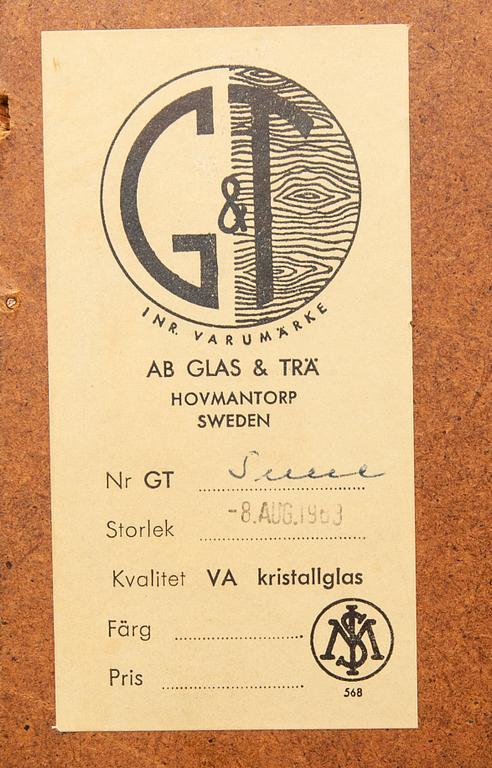 G&T
INR. VARUMÄRKE
AB GLAS & TRÄ
HOVMANTORP
SWEDEN
Nr GT Sune
Storlek -8.AUG.1963
Kvalitet VA kristallglas
Färg
Pris
568